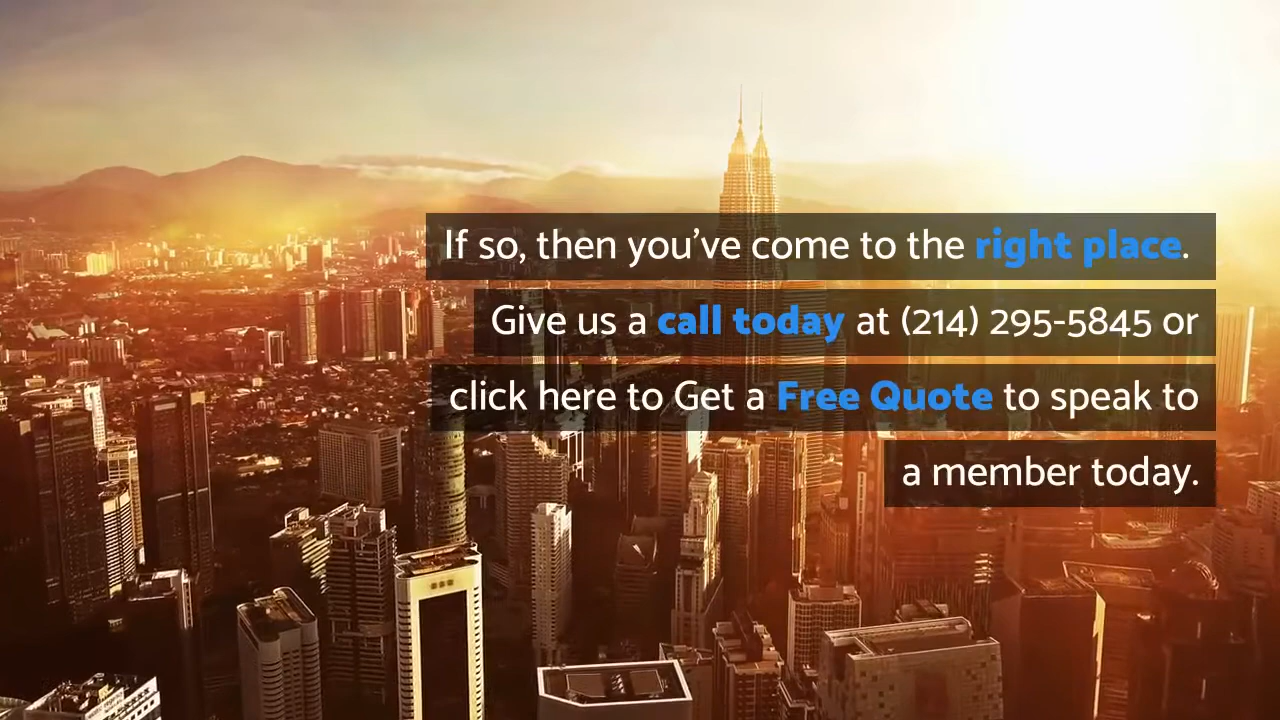 If so, then you’ve come to the right place.
Give us a call today at (214) 295-5845 or
click here to Get a Free Quote to speak to
a member today.